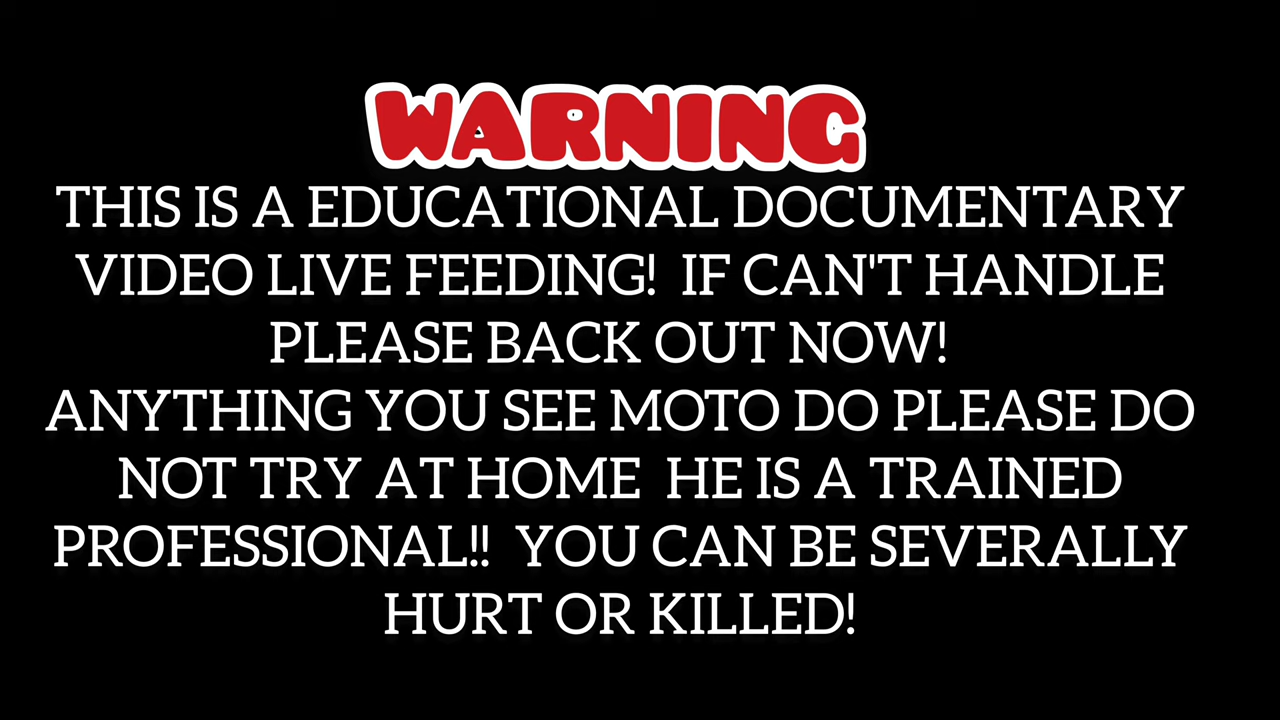 WARNING
THIS IS A EDUCATIONAL DOCUMENTARY
VIDEO LIVE FEEDING! IF CAN'T HANDLE
PLEASE BACK OUT NOW!
ANYTHING YOU SEE MOTO DO PLEASE DO
NOT TRY AT HOME HE IS A TRAINED
PROFESSIONAL!! YOU CAN BE SEVERALLY
HURT OR KILLED!